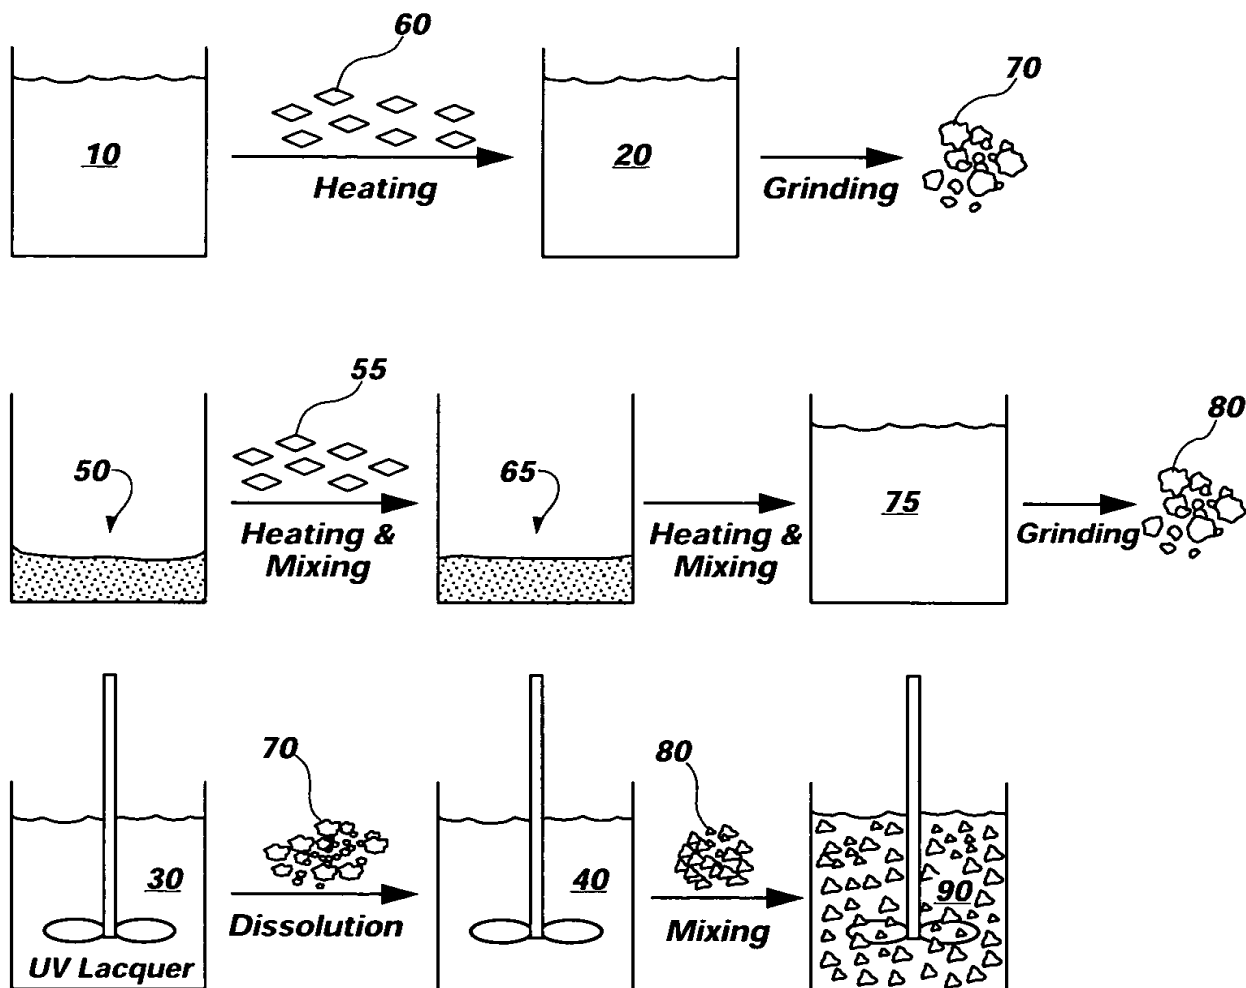 60
70
10
20
Heating
Grinding
55
80
50
65
75
Heating &
Mixing
Heating &
Mixing
Grinding
70
80
30
40
90
Dissolution
Mixing
UV Lacquer